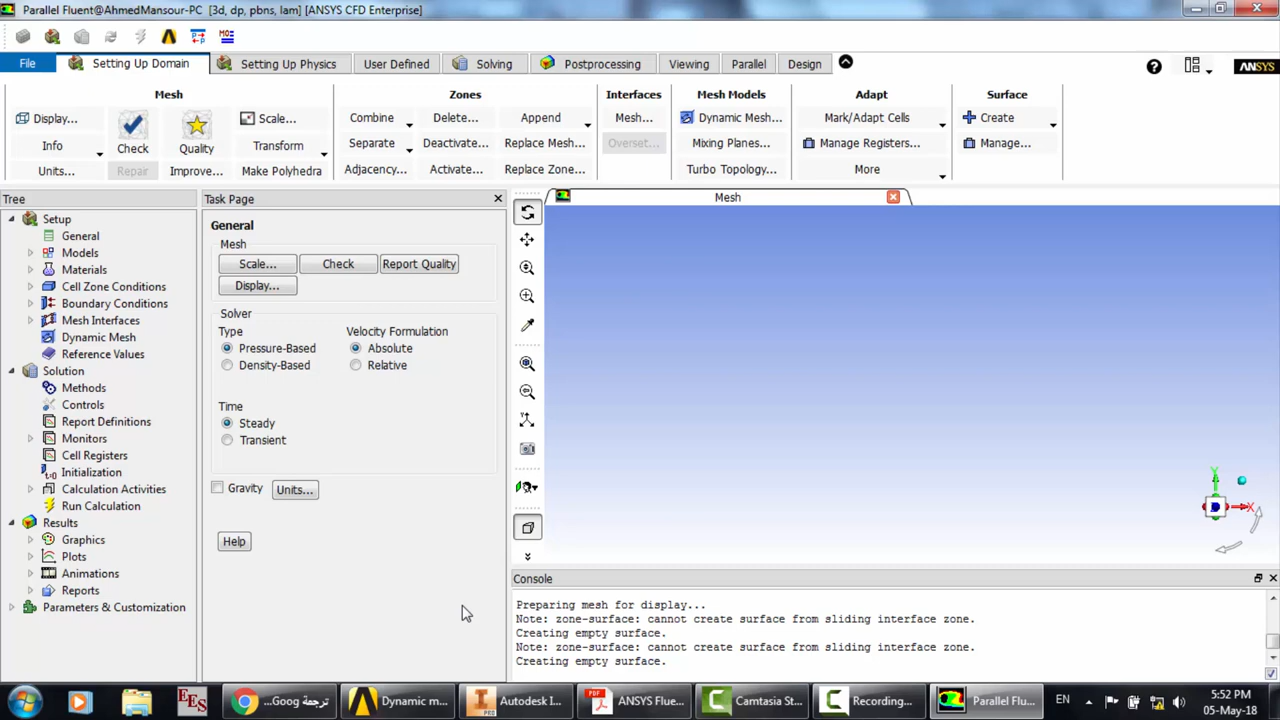 Parallel Fluent@AhmedMansour-PC [3d, dp, pbns, lam] [ANSYS CFD Enterprise]
File
Setting Up Domain
Setting Up Physics
User Defined
Solving
Postprocessing
Viewing
Parallel
Design
ANSYS
Mesh
Zones
Interfaces
Mesh Models
Adapt
Surface
Display...
Info
Units...
Check
Repair
Quality
Improve...
Scale...
Transform
Make Polyhedra
Combine
Separate
Adjacency...
Delete...
Deactivate...
Activate...
Append
Replace Mesh...
Replace Zone...
Mesh...
Overset...
Dynamic Mesh...
Mixing Planes...
Turbo Topology...
Mark/Adapt Cells
Manage Registers...
More
Create
Manage...
Tree
Setup
General
Models
Materials
Cell Zone Conditions
Boundary Conditions
Mesh Interfaces
Dynamic Mesh
Reference Values
Solution
Methods
Controls
Report Definitions
Monitors
Cell Registers
Initialization
Calculation Activities
Run Calculation
Results
Graphics
Plots
Animations
Reports
Parameters & Customization
Task Page
General
Mesh
Scale...
Check
Report Quality
Display...
Solver
Type
Pressure-Based
Density-Based
Velocity Formulation
Absolute
Relative
Time
Steady
Transient
Gravity
Units...
Help
Mesh
Y
X
Console
Preparing mesh for display...
Note: zone-surface: cannot create surface from sliding interface zone.
Creating empty surface.
Note: zone-surface: cannot create surface from sliding interface zone.
Creating empty surface.
EES
ترجمة Goog...
Dynamic m...
Autodesk I...
ANSYS Flue...
Camtasia St...
Recording...
Parallel Flu...
EN
5:52 PM
05-May-18